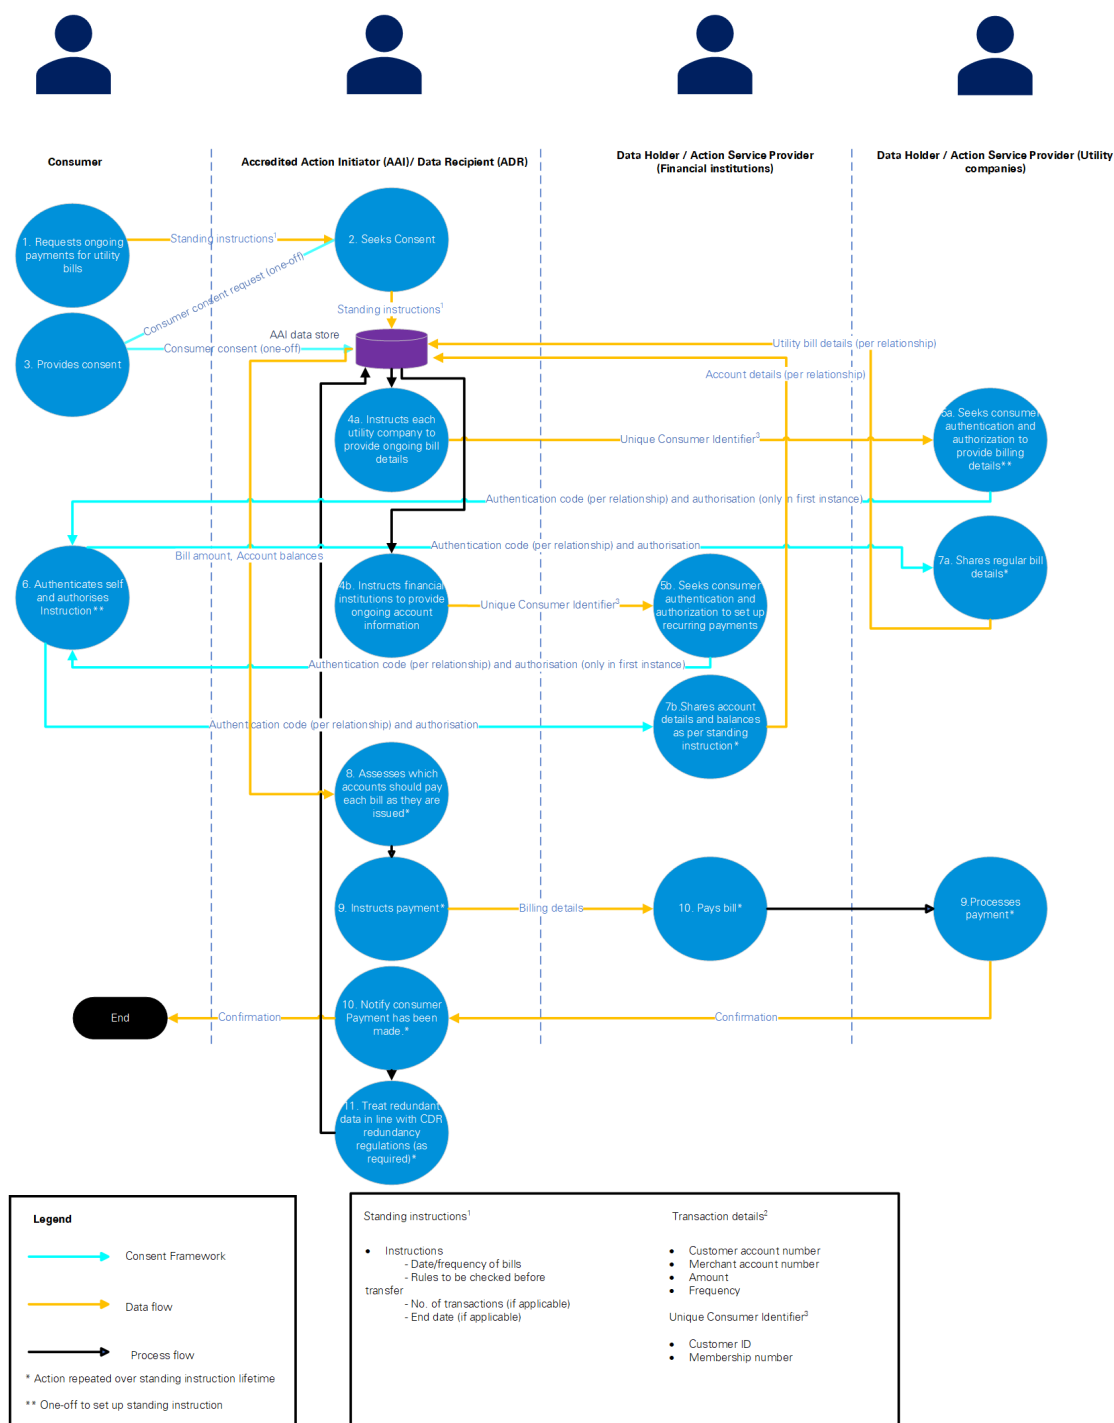 Consumer
Accredited Action Initiator (AAI)/ Data Recipient (ADR)
Data Holder / Action Service Provider
(Financial institutions)
Data Holder / Action Service Provider (Utility
companies)
1. Requests ongoing
payments for utility
bills
Standing instructions¹
2. Seeks Consent
Consumer consent request (one-off)
Standing instructions¹
3. Provides consent
AAI data store
Consumer consent (one-off)
Utility bill details (per relationship)
Account details (per relationship)
4a. Instructs each
utility company to
provide ongoing bill
details
Unique Consumer Identifier³
5a. Seeks consumer
authentication and
authorization to
provide billing
details**
Authentication code (per relationship) and authorisation (only in first instance)
Authentication code (per relationship) and authorisation
Bill amount, Account balances
6. Authenticates self
and authorises
Instruction**
4b. Instructs financial
institutions to provide
ongoing account
information
Unique Consumer Identifier³
5b. Seeks consumer
authentication and
authorization to set up
recurring payments
7a. Shares regular bill
details*
Authentication code (per relationship) and authorisation (only in first instance)
Authentication code (per relationship) and authorisation
7b.Shares account
details and balances
as per standing
instruction*
8. Assesses which
accounts should pay
each bill as they are
issued*
9. Instructs payment*
Billing details
10. Pays bill*
9.Processes
payment*
End
Confirmation
10. Notify consumer
Payment has been
made.*
Confirmation
11. Treat redundant
data in line with CDR
redundancy
regulations (as
required)*
Legend
Consent Framework
Data flow
Process flow
* Action repeated over standing instruction lifetime
** One-off to set up standing instruction
Standing instructions¹
• Instructions
- Date/frequency of bills
- Rules to be checked before
transfer
- No. of transactions (if applicable)
- End date (if applicable)
Transaction details²
• Customer account number
• Merchant account number
• Amount
• Frequency
Unique Consumer Identifier³
• Customer ID
• Membership number